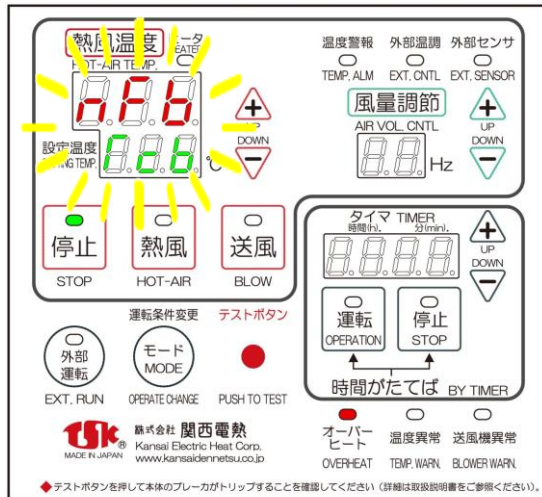 熱風温度 ヒータ HEATER
HOT-AIR TEMP.
nFb
設定温度
SETTING TEMP.
Tcb ℃
+
UP
DOWN
−
温度警報 外部温調 外部センサ
TEMP. ALM EXT. CNTL EXT. SENSOR
風量調節
AIR VOL. CNTL
8.8. Hz
+
UP
DOWN
−
停止 熱風 送風
STOP HOT-AIR BLOW
タイマ TIMER
時間(h). 分(min).
8.8.8.8.
+
UP
DOWN
−
運転 停止
OPERATION STOP
時間がたてば BY TIMER
運転条件変更 テストボタン
外部運転 モード MODE
EXT. RUN OPERATE CHANGE PUSH TO TEST
オーバーヒート 温度異常 送風機異常
OVERHEAT TEMP. WARN. BLOWER WARN.
TSK MADE IN JAPAN
株式会社 関西電熱
Kansai Electric Heat Corp.
www.kansaidennetsu.co.jp
◆テストボタンを押して本体のブレーカがトリップすることを確認してください（詳細は取扱説明書をご参照ください。）